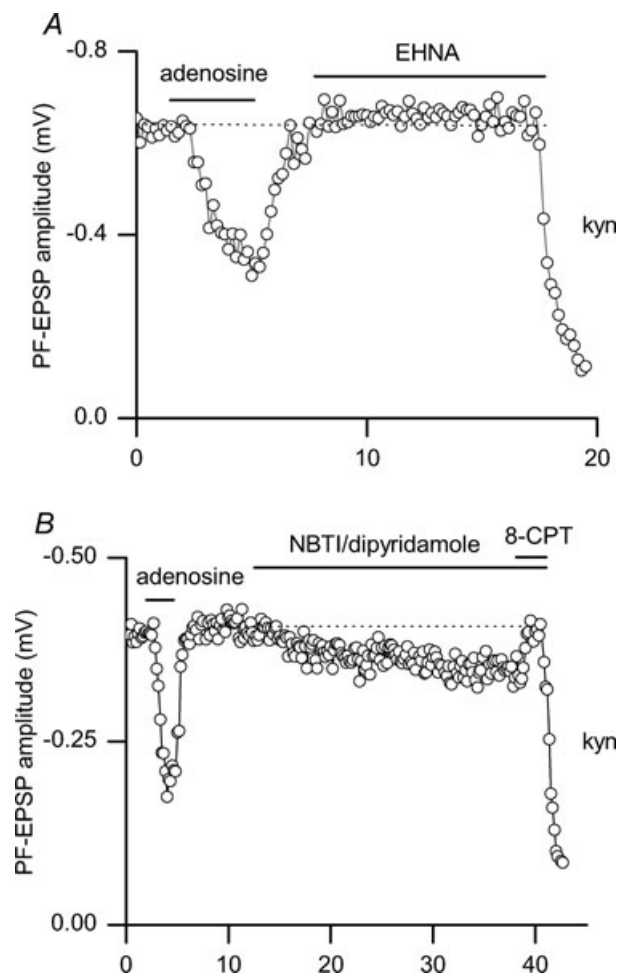 A
-0.8
adenosine
EHNA
PF-EPSP amplitude (mV)
-0.4
kyn
0.0
0
10
20
B
-0.50
8-CPT
NBTI/dipyridamole
adenosine
PF-EPSP amplitude (mV)
-0.25
kyn
0.00
0
10
20
30
40